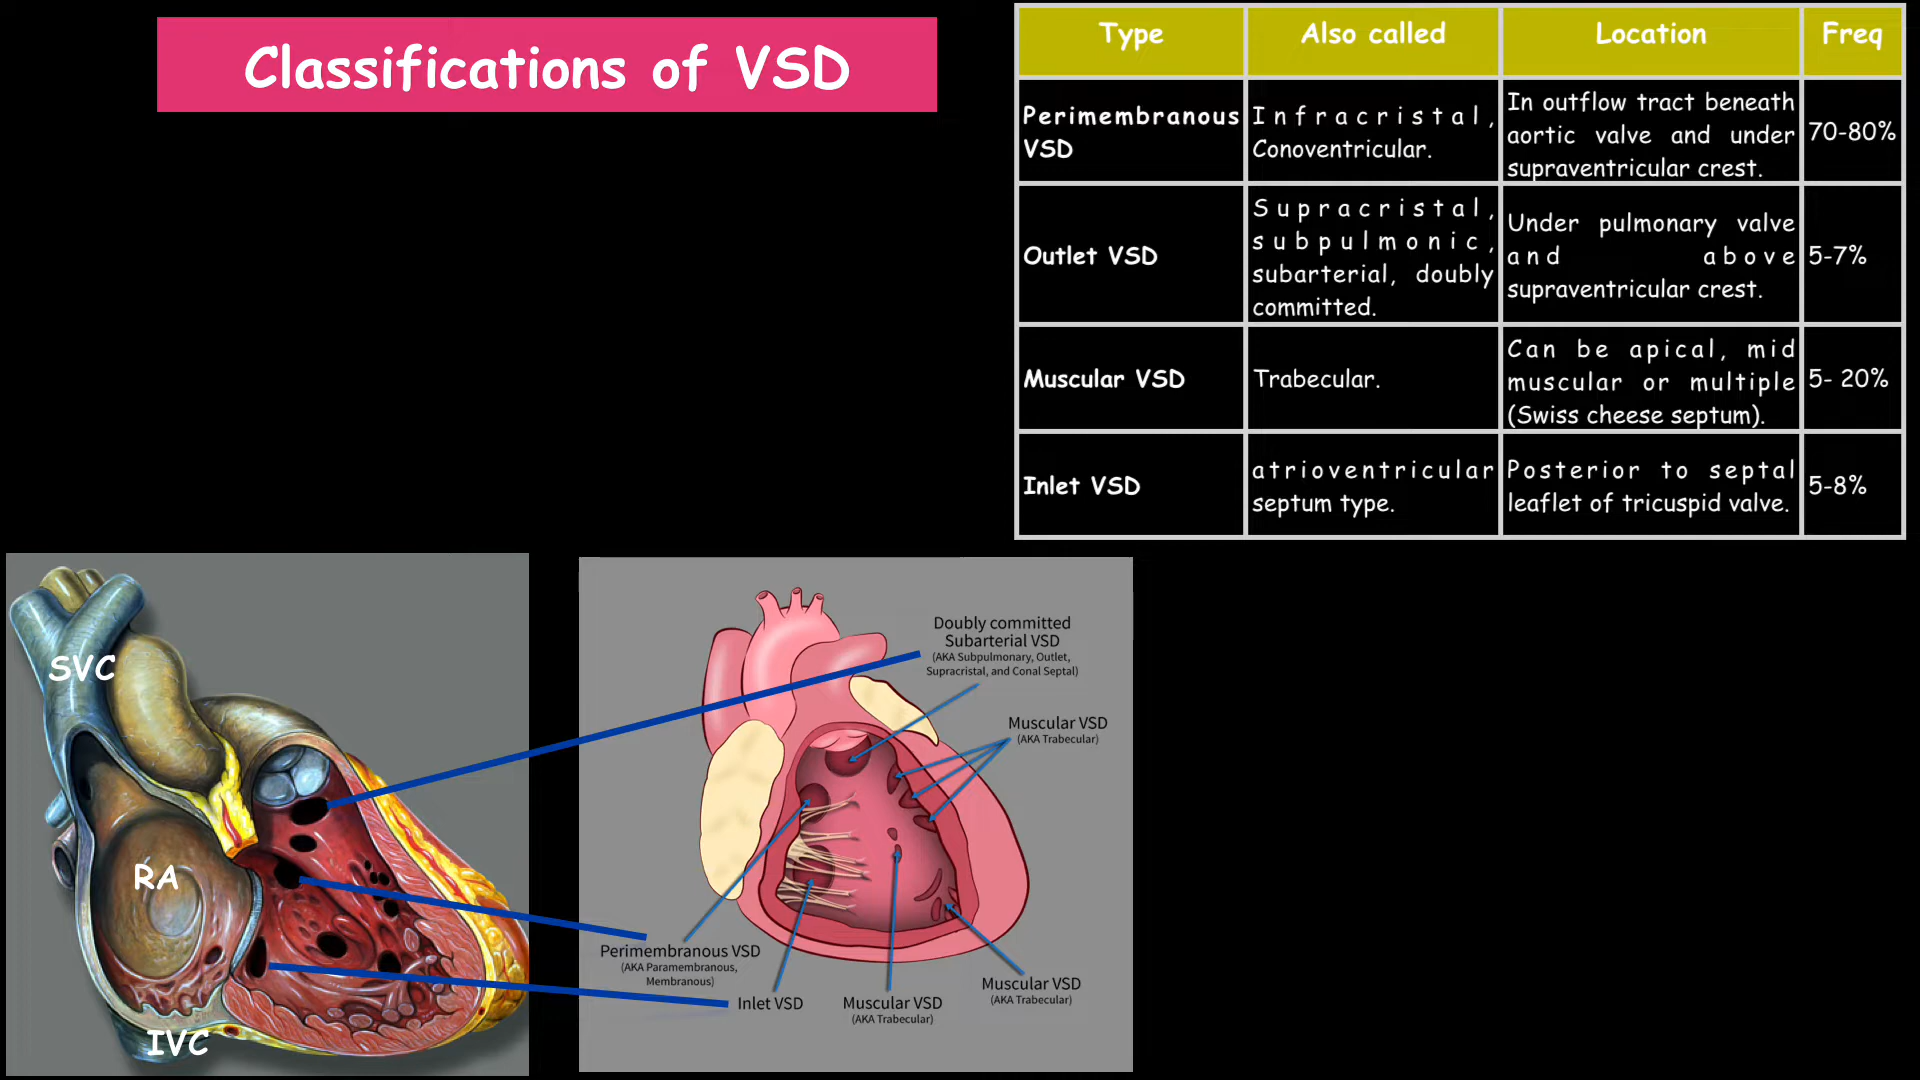 Classifications of VSD
Type Also called Location Freq
Perimembranous
VSD
Infracristal,
Conoventricular.
In outflow tract beneath
aortic valve and under
supraventricular crest.
70-80%
Outlet VSD
Supracristal,
subpulmonic,
subarterial, doubly
committed.
Under pulmonary valve
and above
supraventricular crest.
5-7%
Muscular VSD
Trabecular.
Can be apical, mid
muscular or multiple
(Swiss cheese septum).
5- 20%
Inlet VSD
atrioventricular
septum type.
Posterior to septal
leaflet of tricuspid valve.
5-8%
SVC
RA
IVC
Doubly committed
Subarterial VSD
(AKA Subpulmonary, Outlet,
Supracristal, and Conal Septal)
Muscular VSD
(AKA Trabecular)
Perimembranous VSD
(AKA Paramembranous,
Membranous)
Inlet VSD
Muscular VSD
(AKA Trabecular)
Muscular VSD
(AKA Trabecular)